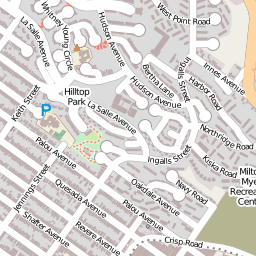 Whitney Young Circle
La Salle Avenue
Hudson Avenue
West Point Road
Bertha Lane
Ingalls Street
Innes Avenue
Harbor Road
Keith Street
Hilltop
Park
La Salle Avenue
Hudson Avenue
P
Palou Avenue
Northridge Road
Kiska Road
Ingalls Street
Navy Road
Oakdale Avenue
Jennings Street
Quesada Avenue
Palou Avenue
Shafter Avenue
Revere Avenue
Crisp Road
Milto
Mye
Recrea
Cent